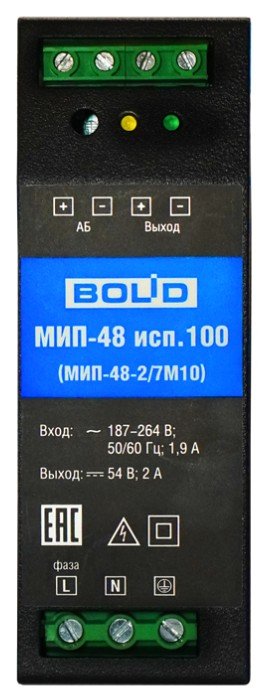 + − + −
АБ Выход
BOLID
МИП-48 исп.100
(МИП-48-2/7М10)
Вход: ~ 187–264 В;
50/60 Гц; 1,9 А
Выход: ⎓ 54 В; 2 А
EAC
фаза
L N